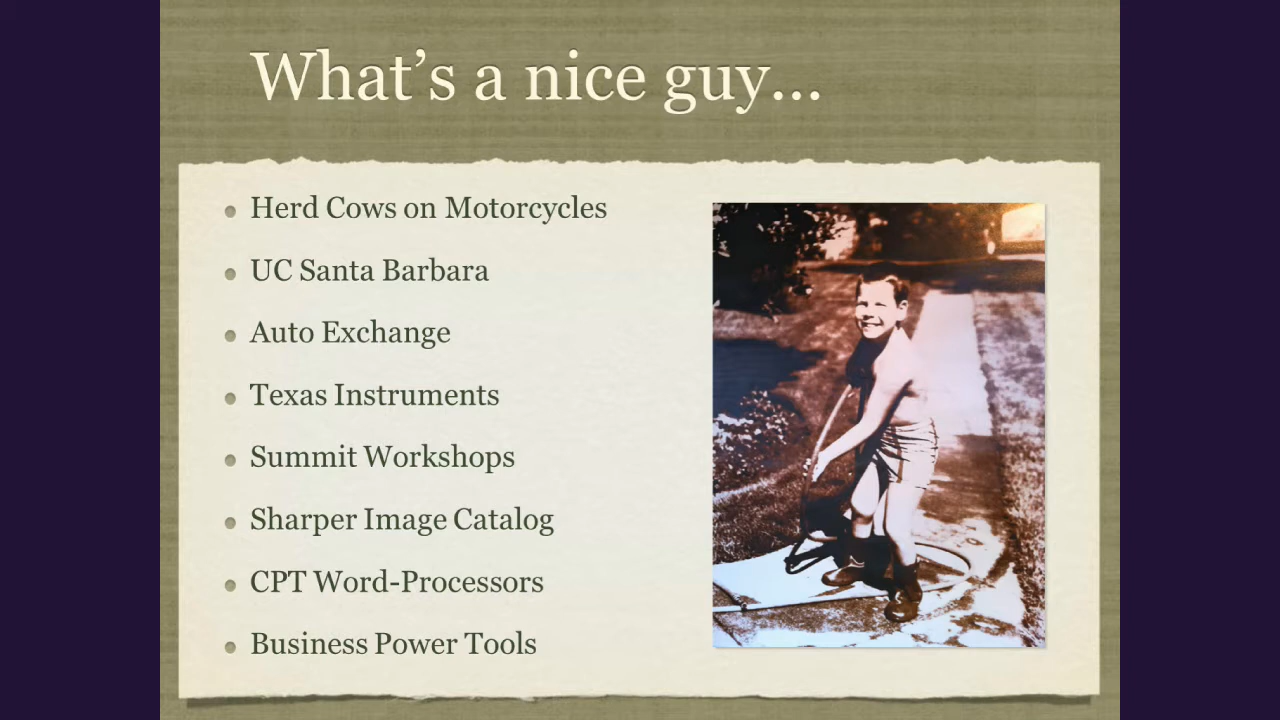 What’s a nice guy...
Herd Cows on Motorcycles
UC Santa Barbara
Auto Exchange
Texas Instruments
Summit Workshops
Sharper Image Catalog
CPT Word-Processors
Business Power Tools